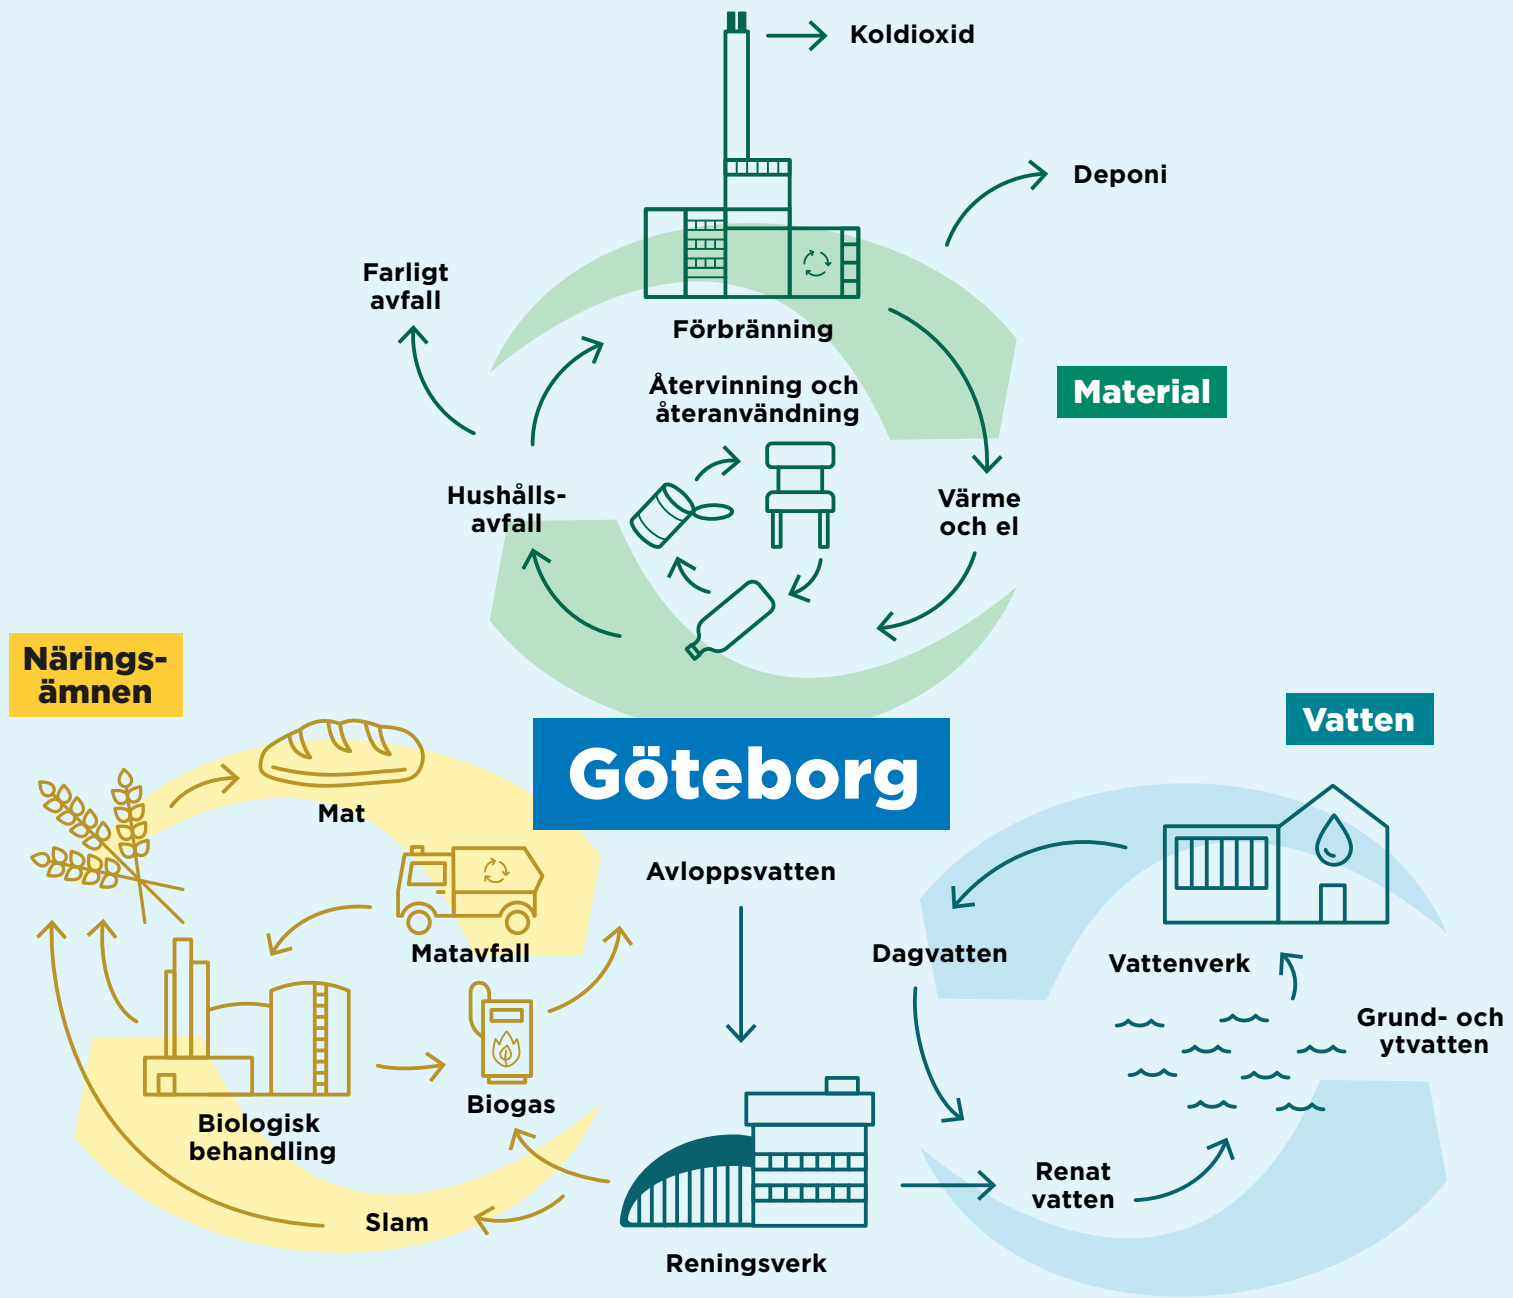 Koldioxid
Deponi
Farligt
avfall
Förbränning
Återvinning och
återanvändning
Material
Hushålls-
avfall
Värme
och el
Närings-
ämnen
Göteborg
Vatten
Mat
Matavfall
Biologisk
behandling
Biogas
Slam
Avloppsvatten
Reningsverk
Dagvatten
Vattenverk
Grund- och
ytvatten
Renat
vatten